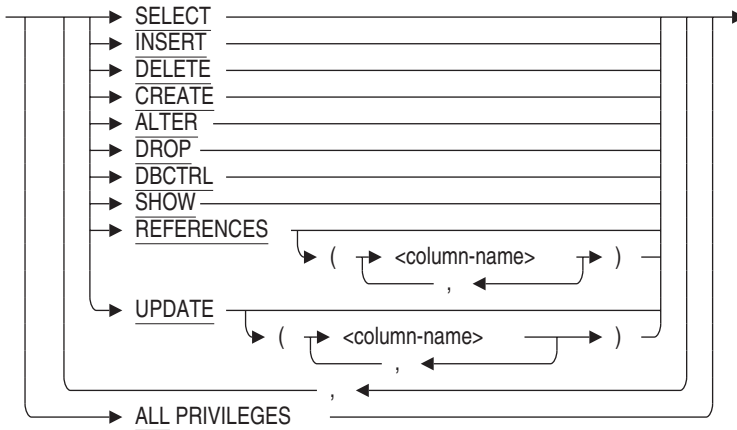 SELECT
INSERT
DELETE
CREATE
ALTER
DROP
DBCTRL
SHOW
REFERENCES
( <column-name> )
,
UPDATE
( <column-name> )
,
,
ALL PRIVILEGES